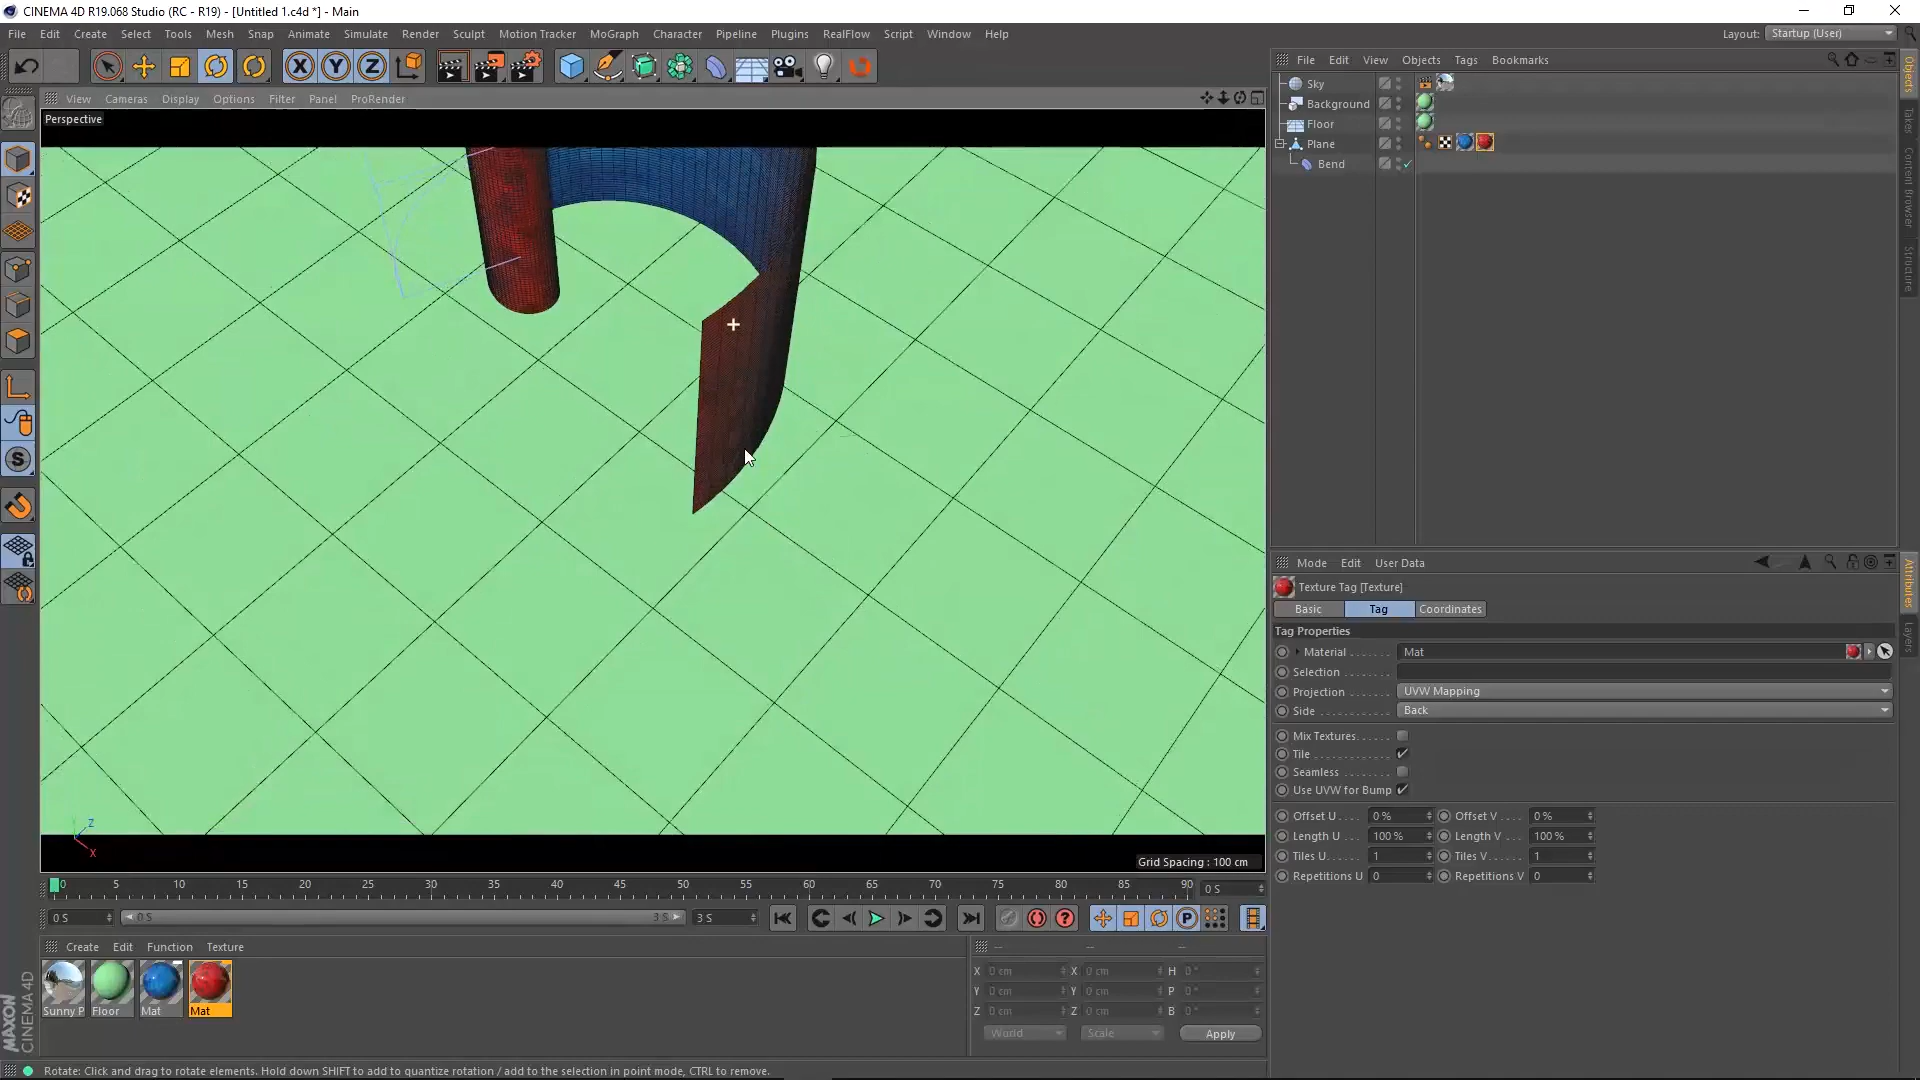 CINEMA 4D R19.068 Studio (RC - R19) - [Untitled 1.c4d *] - Main
File Edit Create Select Tools Mesh Snap Animate Simulate Render Sculpt Motion Tracker MoGraph Character Pipeline Plugins RealFlow Script Window Help Layout: Startup (User)
X Y Z
File Edit View Objects Tags Bookmarks
View Cameras Display Options Filter Panel ProRender
Perspective
Sky
Background
Floor
Plane
Bend
Objects
Takes
Content Browser
Structure
Mode Edit User Data
Texture Tag [Texture]
Basic Tag Coordinates
Tag Properties
Material Mat
Selection
Projection UVW Mapping
Side Back
Mix Textures
Tile
Seamless
Use UVW for Bump
Offset U 0 % Offset V 0 %
Length U 100 % Length V 100 %
Tiles U 1 Tiles V 1
Repetitions U 0 Repetitions V 0
Attributes
Layers
S
Y Z
X
Grid Spacing : 100 cm
0 5 10 15 20 25 30 35 40 45 50 55 60 65 70 75 80 85 90 0 S
0 S 0 S 3 S 3 S P
Create Edit Function Texture
-- -- --
Sunny P Floor Mat Mat
X 0 cm X 0 cm H 0 °
Y 0 cm Y 0 cm P 0 °
Z 0 cm Z 0 cm B 0 °
World Scale Apply
MAXON
CINEMA 4D
Rotate: Click and drag to rotate elements. Hold down SHIFT to add to quantize rotation / add to the selection in point mode, CTRL to remove.